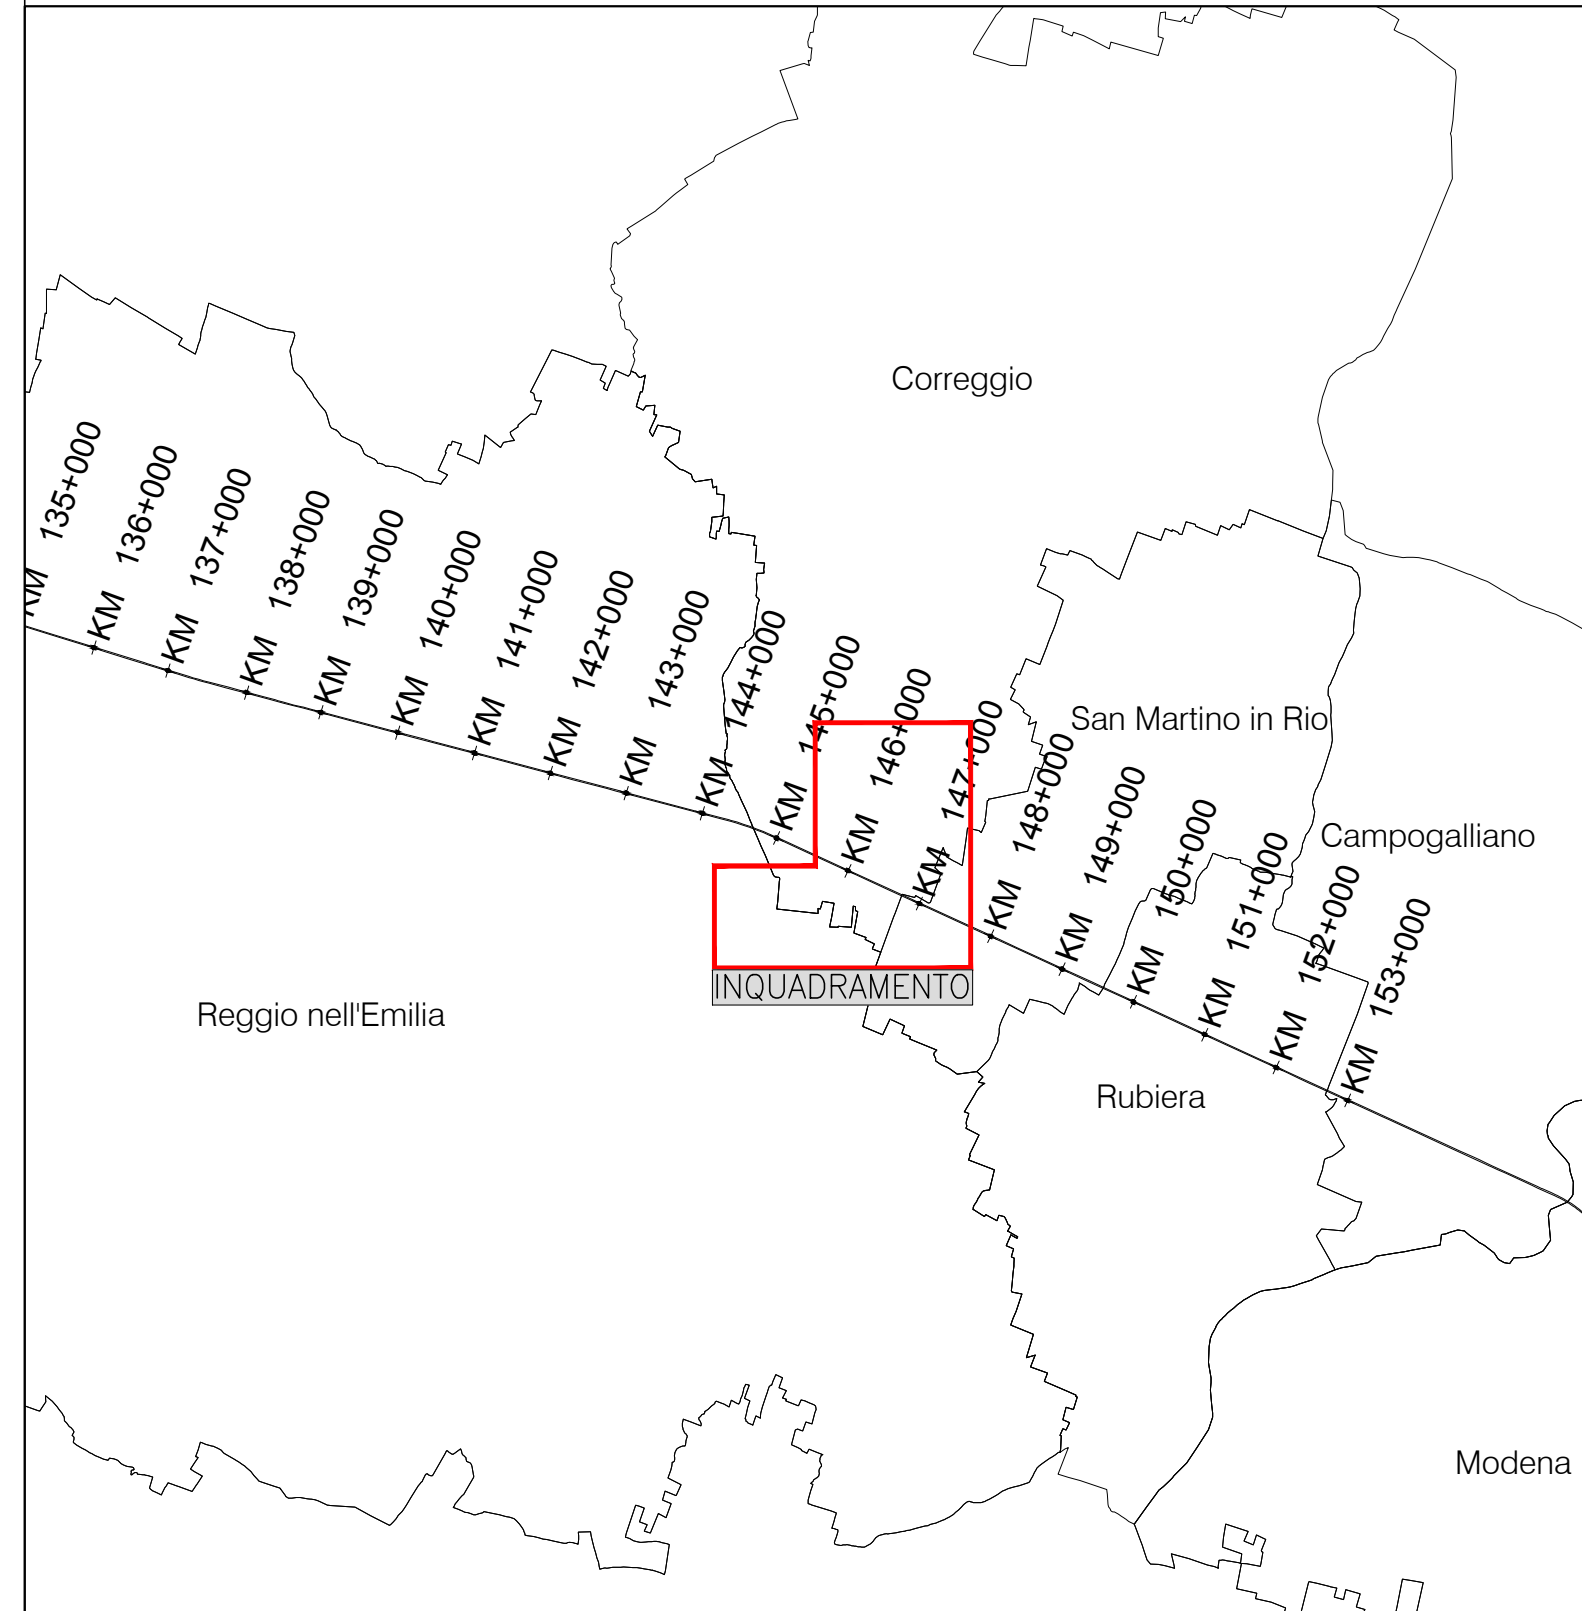 Correggio
KM 135+000
KM 136+000
KM 137+000
KM 138+000
KM 139+000
KM 140+000
KM 141+000
KM 142+000
KM 143+000
KM 144+000
KM 145+000
KM 146+000
KM 147+000
KM 148+000
KM 149+000
KM 150+000
KM 151+000
KM 152+000
KM 153+000
San Martino in Rio
Campogalliano
INQUADRAMENTO
Reggio nell'Emilia
Rubiera
Modena